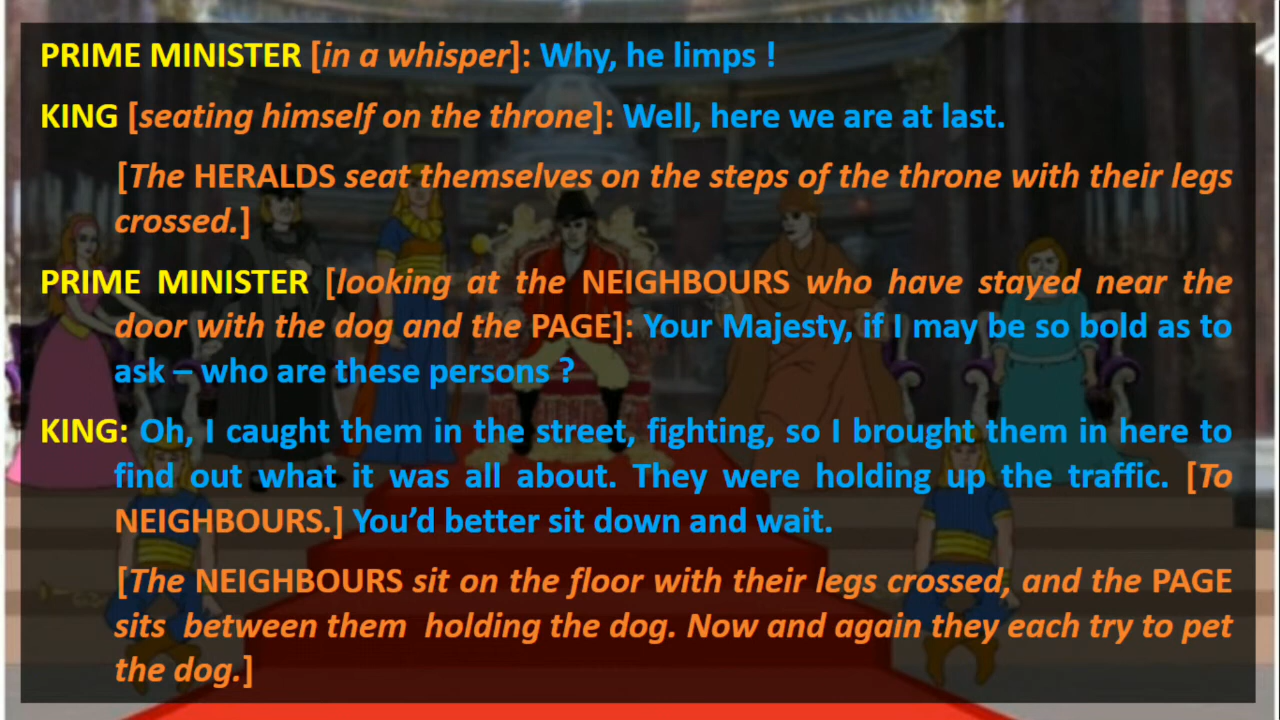 PRIME MINISTER [in a whisper]: Why, he limps !
KING [seating himself on the throne]: Well, here we are at last.
[The HERALDS seat themselves on the steps of the throne with their legs
crossed.]
PRIME MINISTER [looking at the NEIGHBOURS who have stayed near the
door with the dog and the PAGE]: Your Majesty, if I may be so bold as to
ask – who are these persons ?
KING: Oh, I caught them in the street, fighting, so I brought them in here to
find out what it was all about. They were holding up the traffic. [To
NEIGHBOURS.] You’d better sit down and wait.
[The NEIGHBOURS sit on the floor with their legs crossed, and the PAGE
sits between them holding the dog. Now and again they each try to pet
the dog.]